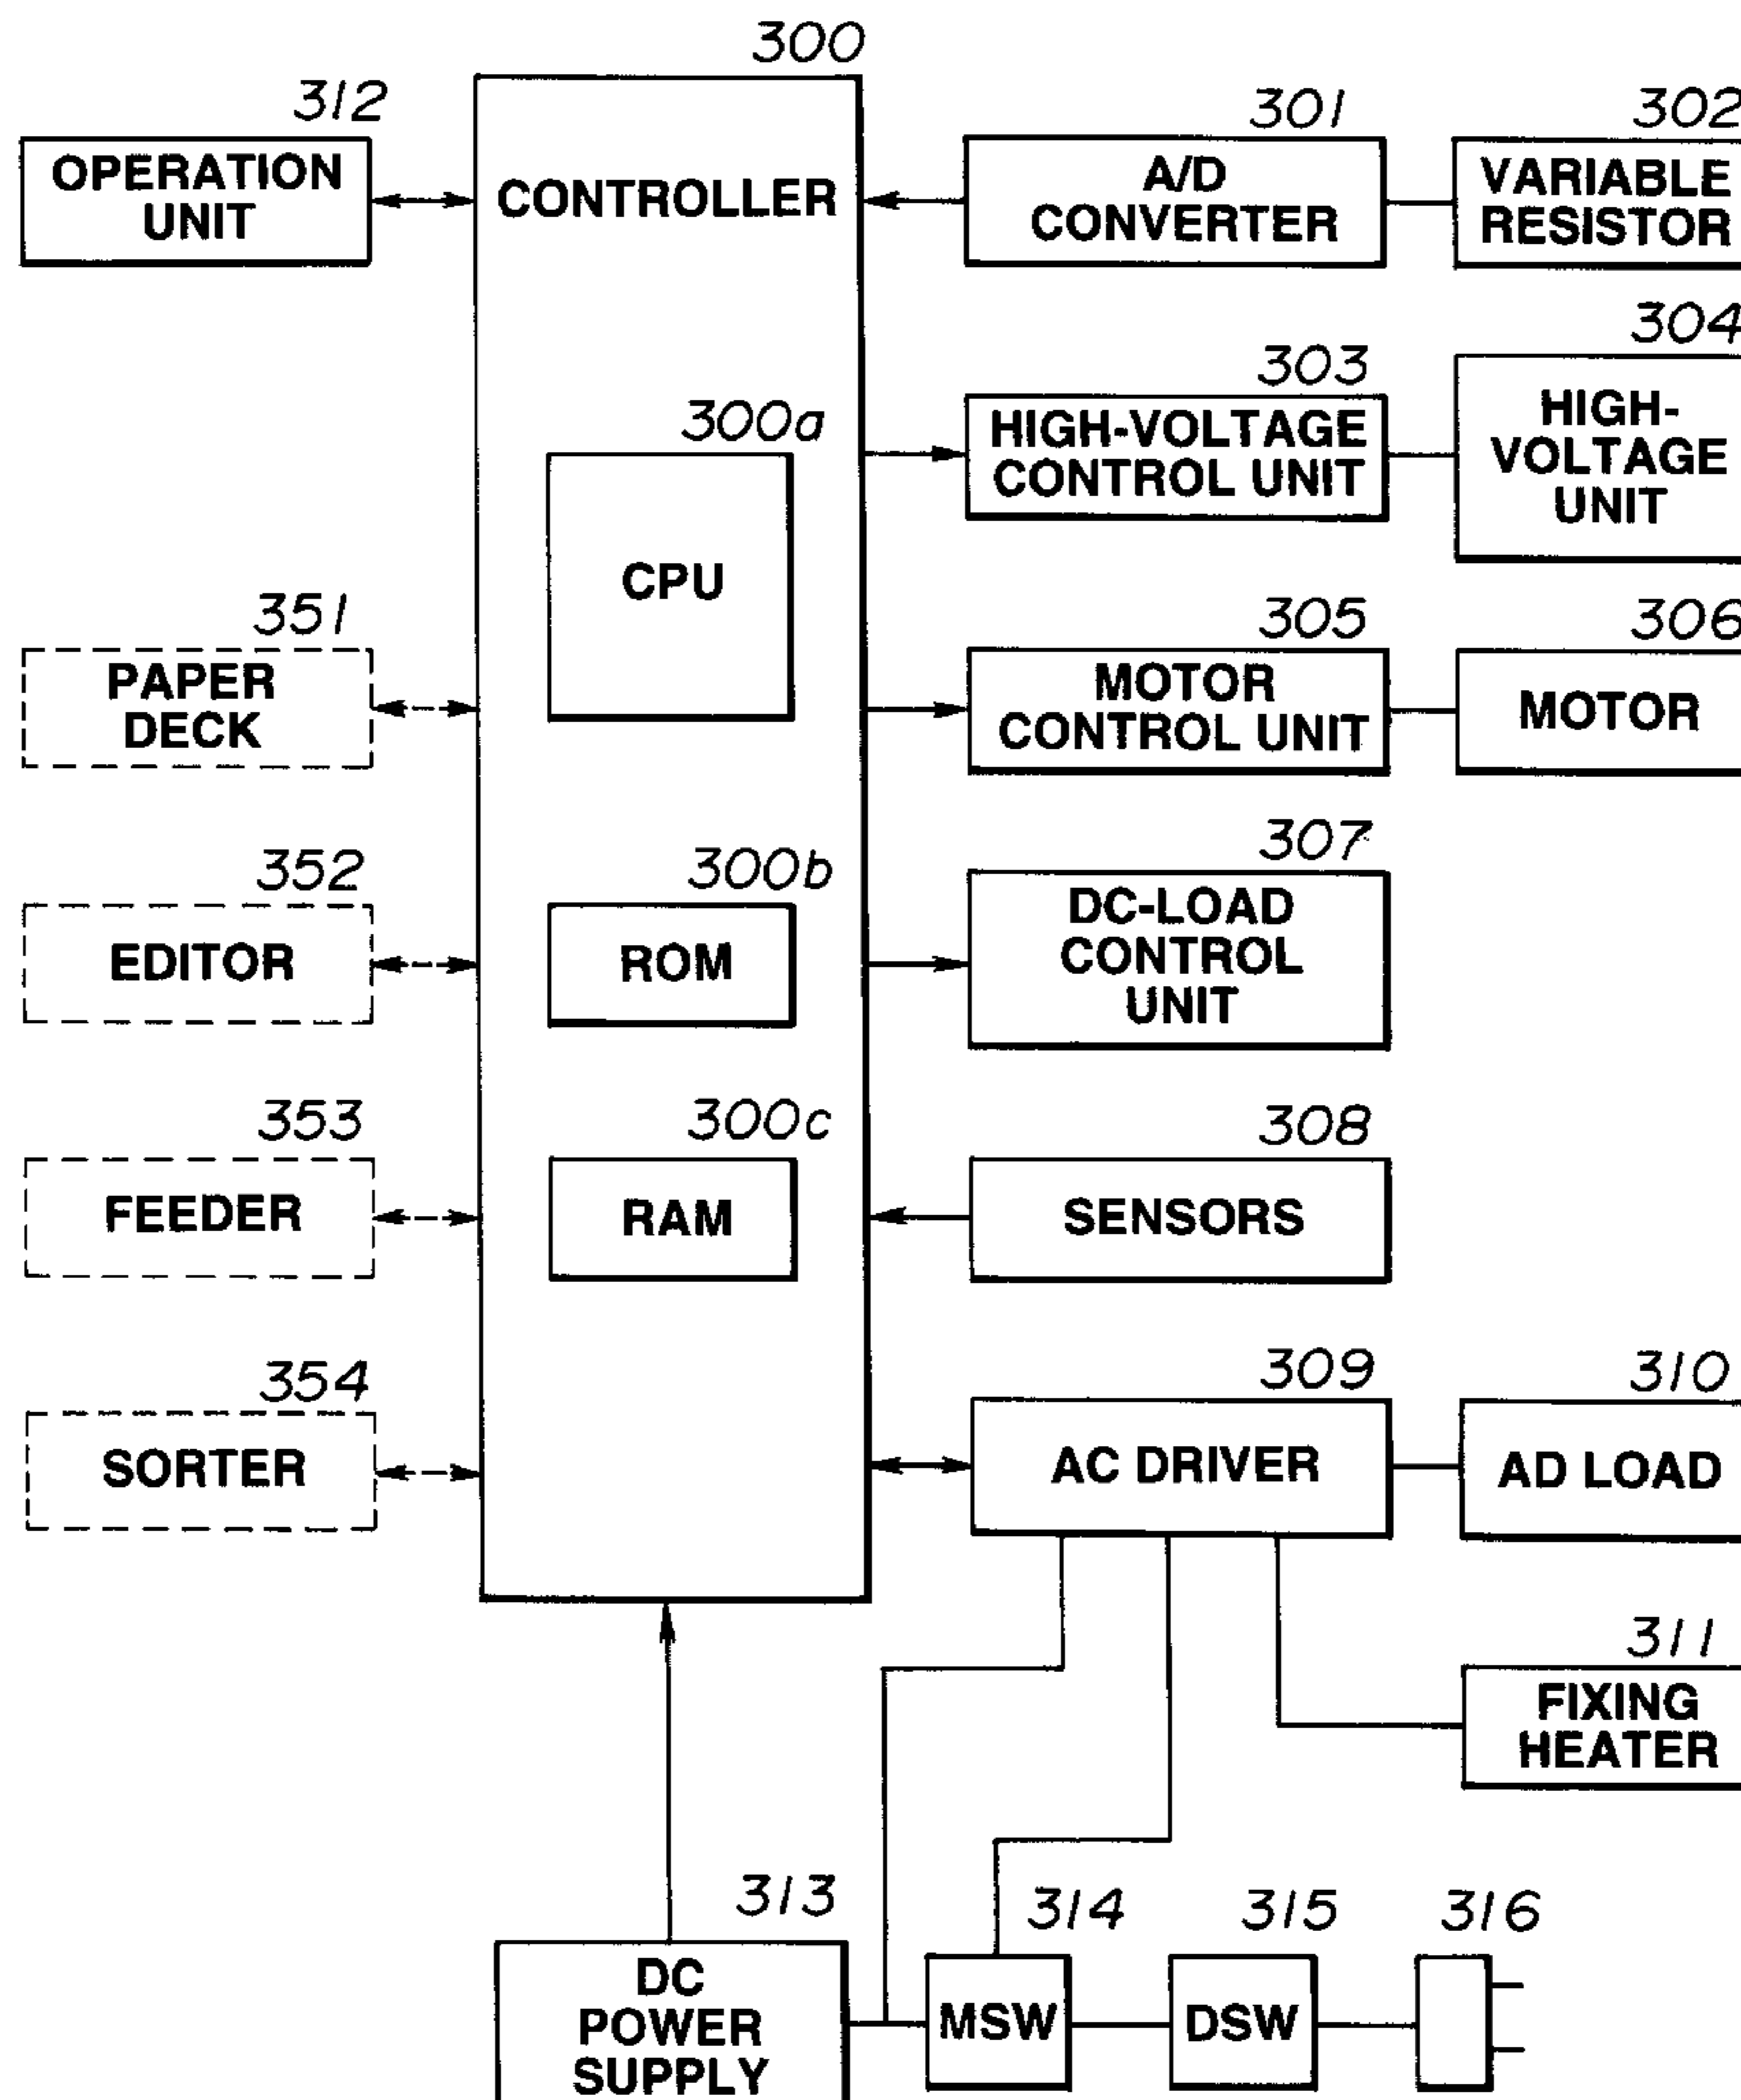 300
312
OPERATION
UNIT
CONTROLLER
301
A/D
CONVERTER
302
VARIABLE
RESISTOR
303
HIGH-VOLTAGE
CONTROL UNIT
304
HIGH-
VOLTAGE
UNIT
300a
CPU
351
PAPER
DECK
305
MOTOR
CONTROL UNIT
306
MOTOR
352
EDITOR
300b
ROM
307
DC-LOAD
CONTROL
UNIT
353
FEEDER
300c
RAM
308
SENSORS
354
SORTER
309
AC DRIVER
310
AD LOAD
311
FIXING
HEATER
313
DC
POWER
SUPPLY
314
MSW
315
DSW
316